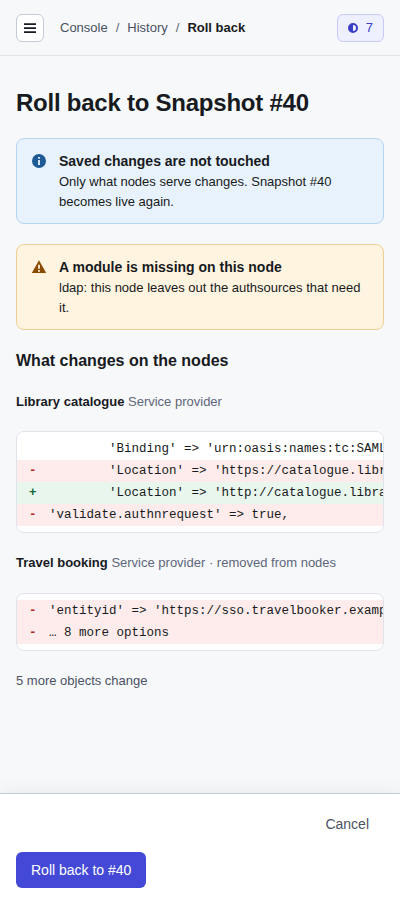 Console / History / Roll back
7
Roll back to Snapshot #40
Saved changes are not touched
Only what nodes serve changes. Snapshot #40
becomes live again.
A module is missing on this node
ldap: this node leaves out the authsources that need
it.
What changes on the nodes
Library catalogue Service provider
'Binding' => 'urn:oasis:names:tc:SAML
- 'Location' => 'https://catalogue.libr
+ 'Location' => 'http://catalogue.libra
- 'validate.authnrequest' => true,
Travel booking Service provider · removed from nodes
- 'entityid' => 'https://sso.travelbooker.examp
- … 8 more options
5 more objects change
Cancel
Roll back to #40